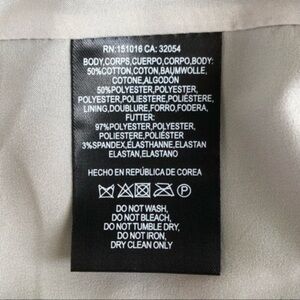 RN:151016 CA: 32054
BODY,CORPS,CUERPO,CORPO,BODY:
50%COTTON,COTON,BAUMWOLLE,
COTONE,ALGODÓN
50%POLYESTER,POLYESTER,
POLYESTER,POLIESTERE,POLIÉSTERE,
LINING,DOUBLURE,FORRO,FODERA,
FUTTER:
97%POLYESTER,POLYESTER,
POLIESTERE,POLIÉSTER
3%SPANDEX,ELASTHANNE,ELASTAN
ELASTAN,ELASTANO
HECHO EN REPÚBLICA DE COREA
P
DO NOT WASH,
DO NOT BLEACH,
DO NOT TUMBLE DRY,
DO NOT IRON,
DRY CLEAN ONLY